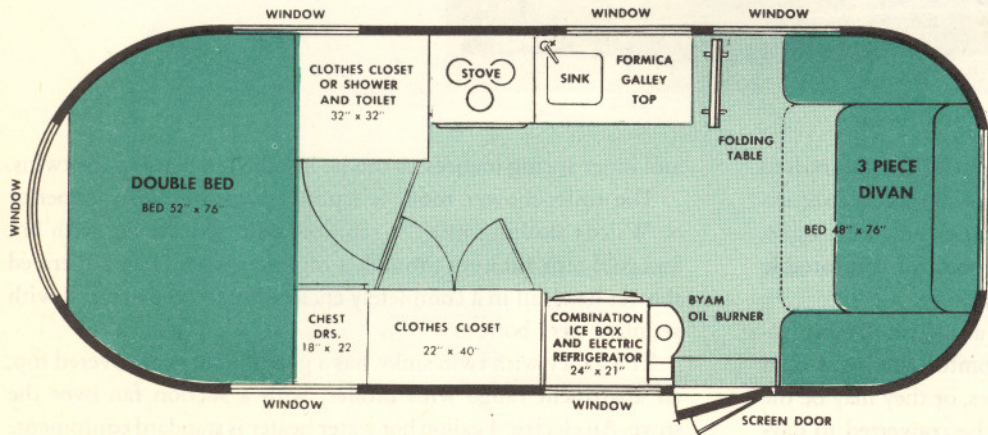 WINDOW
WINDOW
WINDOW
CLOTHES CLOSET
OR SHOWER
AND TOILET
32" x 32"
STOVE
SINK
FORMICA
GALLEY
TOP
FOLDING
TABLE
3 PIECE
DIVAN
BED 48" x 76"
WINDOW
DOUBLE BED
BED 52" x 76"
WINDOW
CHEST
DRS.
18" x 22
CLOTHES CLOSET
22" x 40"
COMBINATION
ICE BOX
AND ELECTRIC
REFRIGERATOR
24" x 21"
BYAM
OIL BURNER
WINDOW
WINDOW
SCREEN DOOR